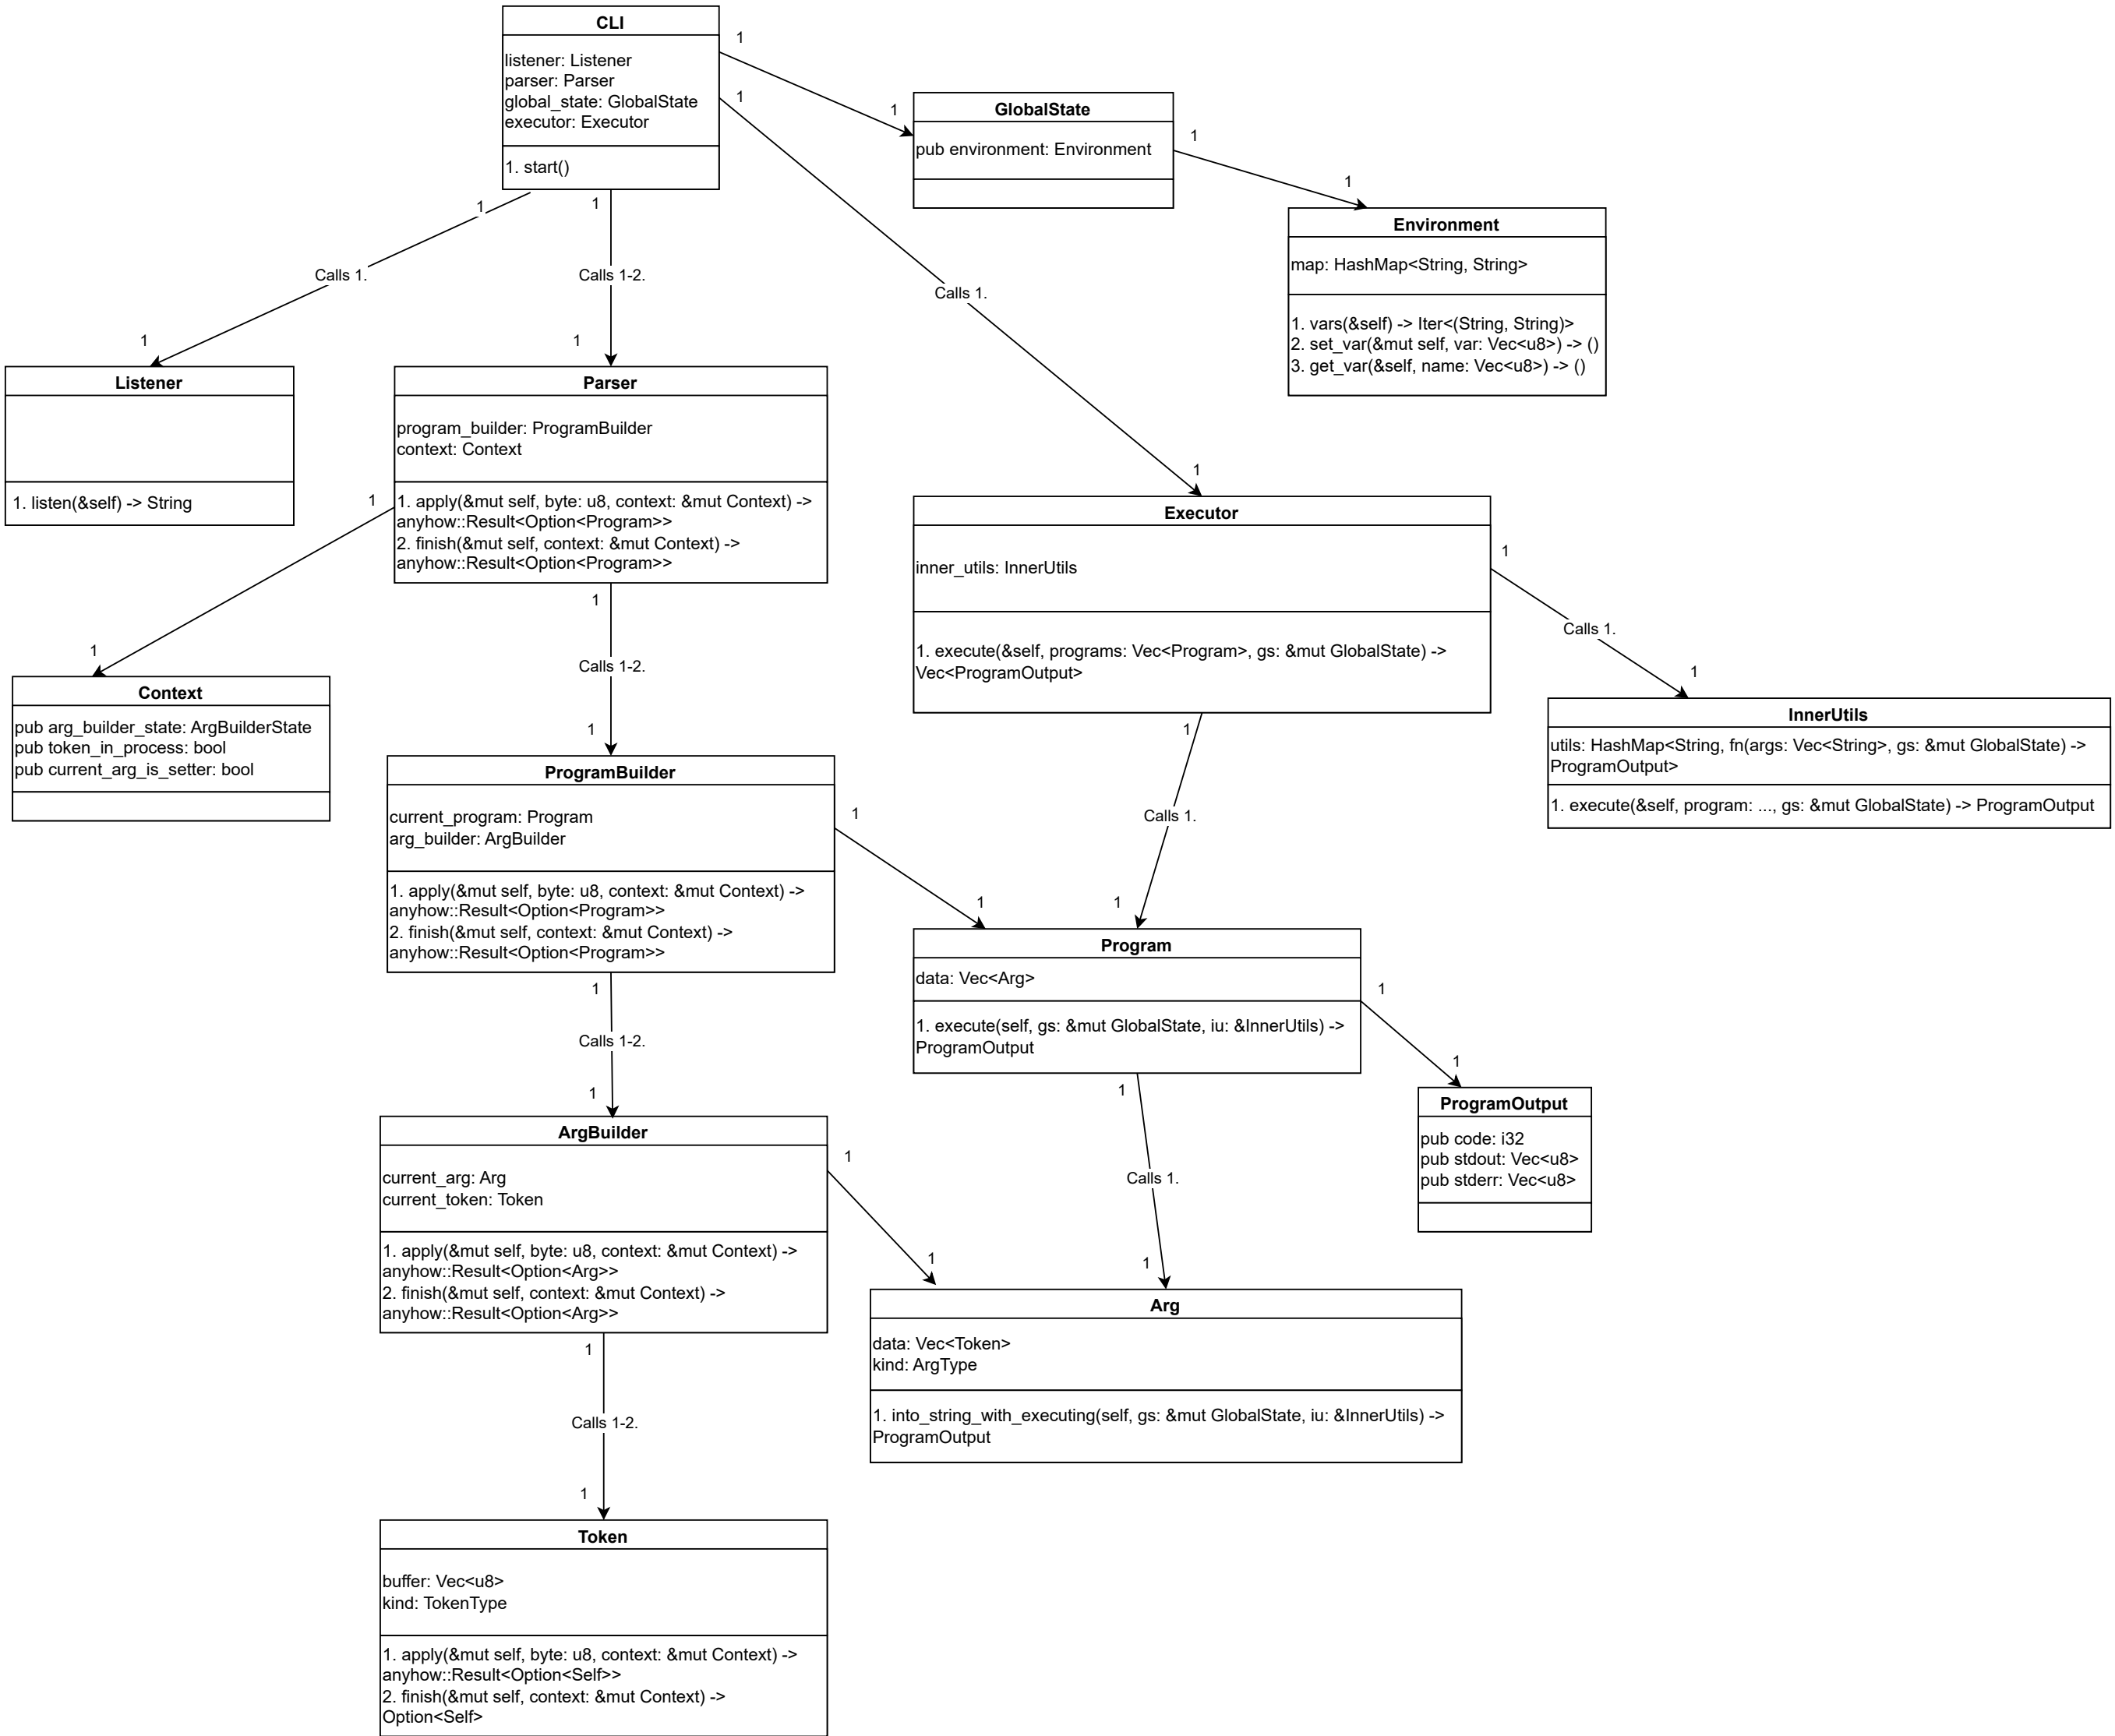 CLI
listener: Listener
parser: Parser
global_state: GlobalState
executor: Executor
1. start()
1
1
1
1
1
GlobalState
pub environment: Environment
1
1
Environment
map: HashMap<String, String>
1. vars(&self) -> Iter<(String, String)>
2. set_var(&mut self, var: Vec<u8>) -> ()
3. get_var(&self, name: Vec<u8>) -> ()
Calls 1.
Calls 1-2.
Calls 1.
1
1
1
Listener
1. listen(&self) -> String
Parser
program_builder: ProgramBuilder
context: Context
1. apply(&mut self, byte: u8, context: &mut Context) ->
anyhow::Result<Option<Program>>
2. finish(&mut self, context: &mut Context) ->
anyhow::Result<Option<Program>>
1
1
Context
pub arg_builder_state: ArgBuilderState
pub token_in_process: bool
pub current_arg_is_setter: bool
Executor
inner_utils: InnerUtils
1. execute(&self, programs: Vec<Program>, gs: &mut GlobalState) ->
Vec<ProgramOutput>
1
Calls 1.
1
InnerUtils
utils: HashMap<String, fn(args: Vec<String>, gs: &mut GlobalState) ->
ProgramOutput>
1. execute(&self, program: ..., gs: &mut GlobalState) -> ProgramOutput
1
Calls 1-2.
1
ProgramBuilder
current_program: Program
arg_builder: ArgBuilder
1. apply(&mut self, byte: u8, context: &mut Context) ->
anyhow::Result<Option<Program>>
2. finish(&mut self, context: &mut Context) ->
anyhow::Result<Option<Program>>
1
1
1
Calls 1.
1
Program
data: Vec<Arg>
1. execute(self, gs: &mut GlobalState, iu: &InnerUtils) ->
ProgramOutput
1
1
ProgramOutput
pub code: i32
pub stdout: Vec<u8>
pub stderr: Vec<u8>
1
Calls 1-2.
1
ArgBuilder
current_arg: Arg
current_token: Token
1. apply(&mut self, byte: u8, context: &mut Context) ->
anyhow::Result<Option<Arg>>
2. finish(&mut self, context: &mut Context) ->
anyhow::Result<Option<Arg>>
1
1
1
Calls 1.
1
Arg
data: Vec<Token>
kind: ArgType
1. into_string_with_executing(self, gs: &mut GlobalState, iu: &InnerUtils) ->
ProgramOutput
1
Calls 1-2.
1
Token
buffer: Vec<u8>
kind: TokenType
1. apply(&mut self, byte: u8, context: &mut Context) ->
anyhow::Result<Option<Self>>
2. finish(&mut self, context: &mut Context) ->
Option<Self>